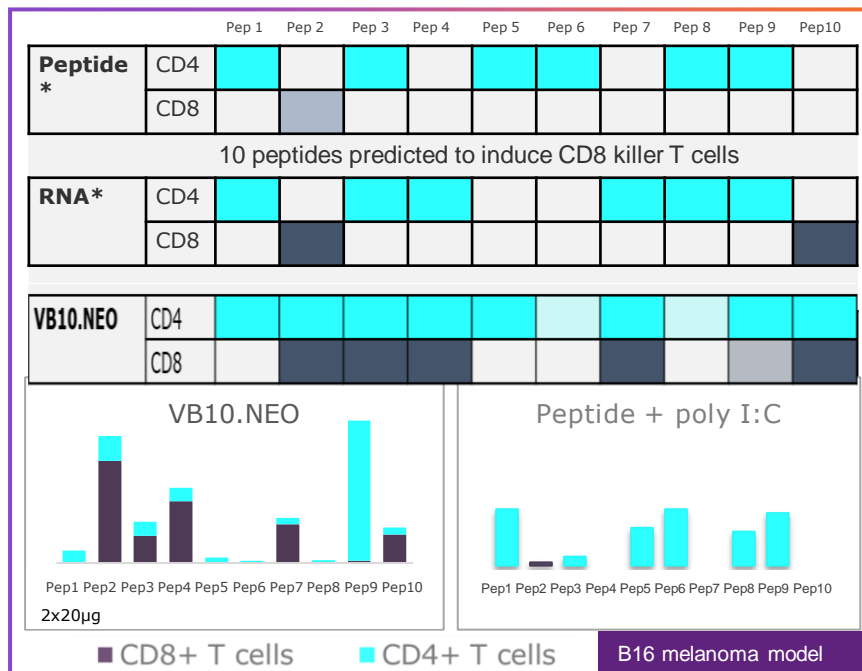 Pep 1 Pep 2 Pep 3 Pep 4 Pep 5 Pep 6 Pep 7 Pep 8 Pep 9 Pep10
Peptide CD4
*
CD8
10 peptides predicted to induce CD8 killer T cells
RNA* CD4
CD8
VB10.NEO CD4
CD8
VB10.NEO
Pep1 Pep2 Pep3 Pep4 Pep5 Pep6 Pep7 Pep8 Pep9 Pep10
2x20µg
Peptide + poly I:C
Pep1 Pep2 Pep3 Pep4 Pep5 Pep6 Pep7 Pep8 Pep9 Pep10
CD8+ T cells CD4+ T cells
B16 melanoma model